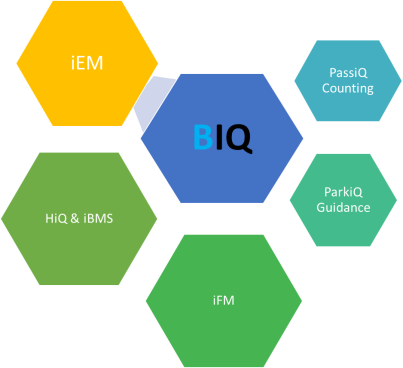 iEM
PassiQ
Counting
BIQ
ParkiQ
Guidance
HiQ & iBMS
iFM